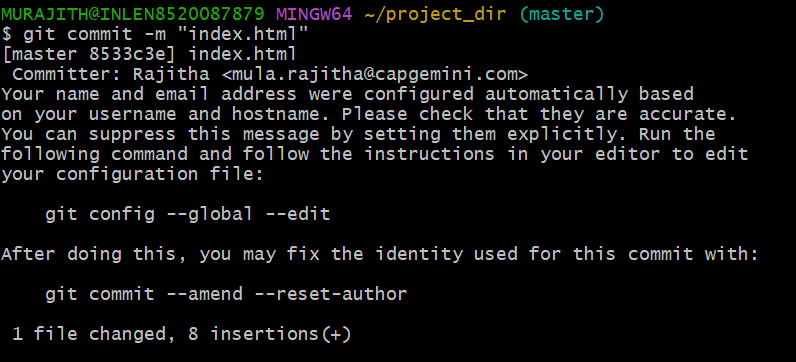 MURAJITH@INLEN8520087879 MINGW64 ~/project_dir (master)
$ git commit -m "index.html"
[master 8533c3e] index.html
 Committer: Rajitha <mula.rajitha@capgemini.com>
Your name and email address were configured automatically based
on your username and hostname. Please check that they are accurate.
You can suppress this message by setting them explicitly. Run the
following command and follow the instructions in your editor to edit
your configuration file:

    git config --global --edit

After doing this, you may fix the identity used for this commit with:

    git commit --amend --reset-author

 1 file changed, 8 insertions(+)